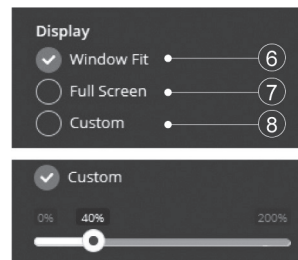 Display
Window Fit 6
Full Screen 7
Custom 8
Custom
0% 40% 200%